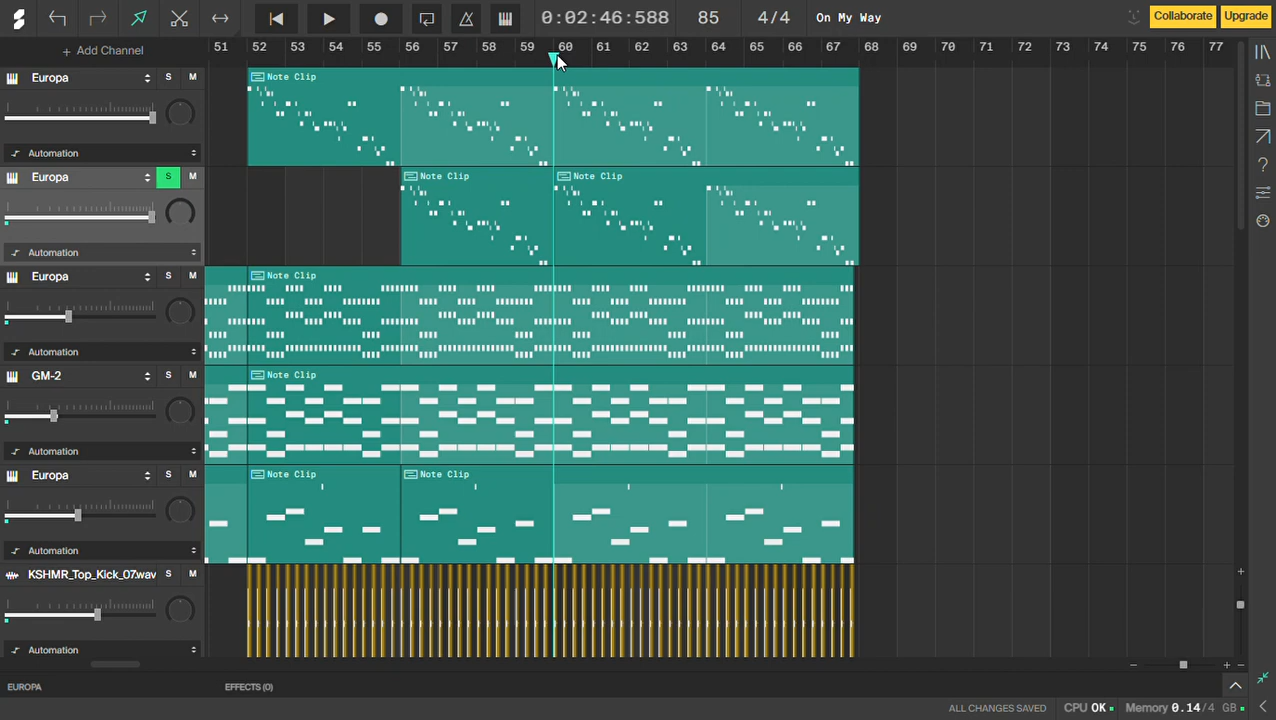 0:02:46:588 85 4/4 On My Way Collaborate Upgrade
+ Add Channel
51 52 53 54 55 56 57 58 59 60 61 62 63 64 65 66 67 68 69 70 71 72 73 74 75 76 77
Europa S M
Note Clip
Automation
Europa S M
Note Clip Note Clip
Automation
Europa S M
Note Clip
Automation
GM-2 S M
Note Clip
Automation
Europa S M
Note Clip Note Clip
Automation
KSHMR_Top_Kick_07.wav S M
Automation
EUROPA EFFECTS (0)
ALL CHANGES SAVED CPU OK Memory 0.14/4 GB